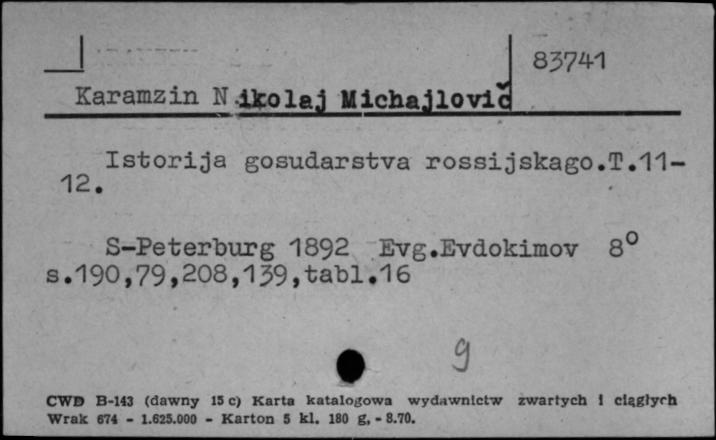 83741
Karamzin Nikolaj Michajlovič
Istorija gosudarstva rossijskago.T.11-
12.
S-Peterburg 1892 Evg.Evdokimov 8°
s.190,79,208,139,tabl.16
9
CWD B-143 (dawny 15 c) Karta katalogowa wydawnictw zwartych i ciągłych
Wrak 674 - 1.625.000 - Karton 5 kl. 180 g, - 8.70.